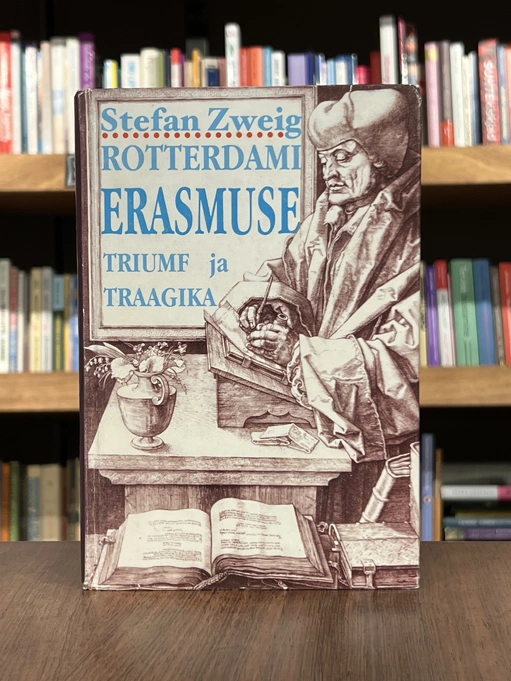 Stefan Zweig
ROTTERDAMI
ERASMUSE
TRIUMF ja
TRAAGIKA